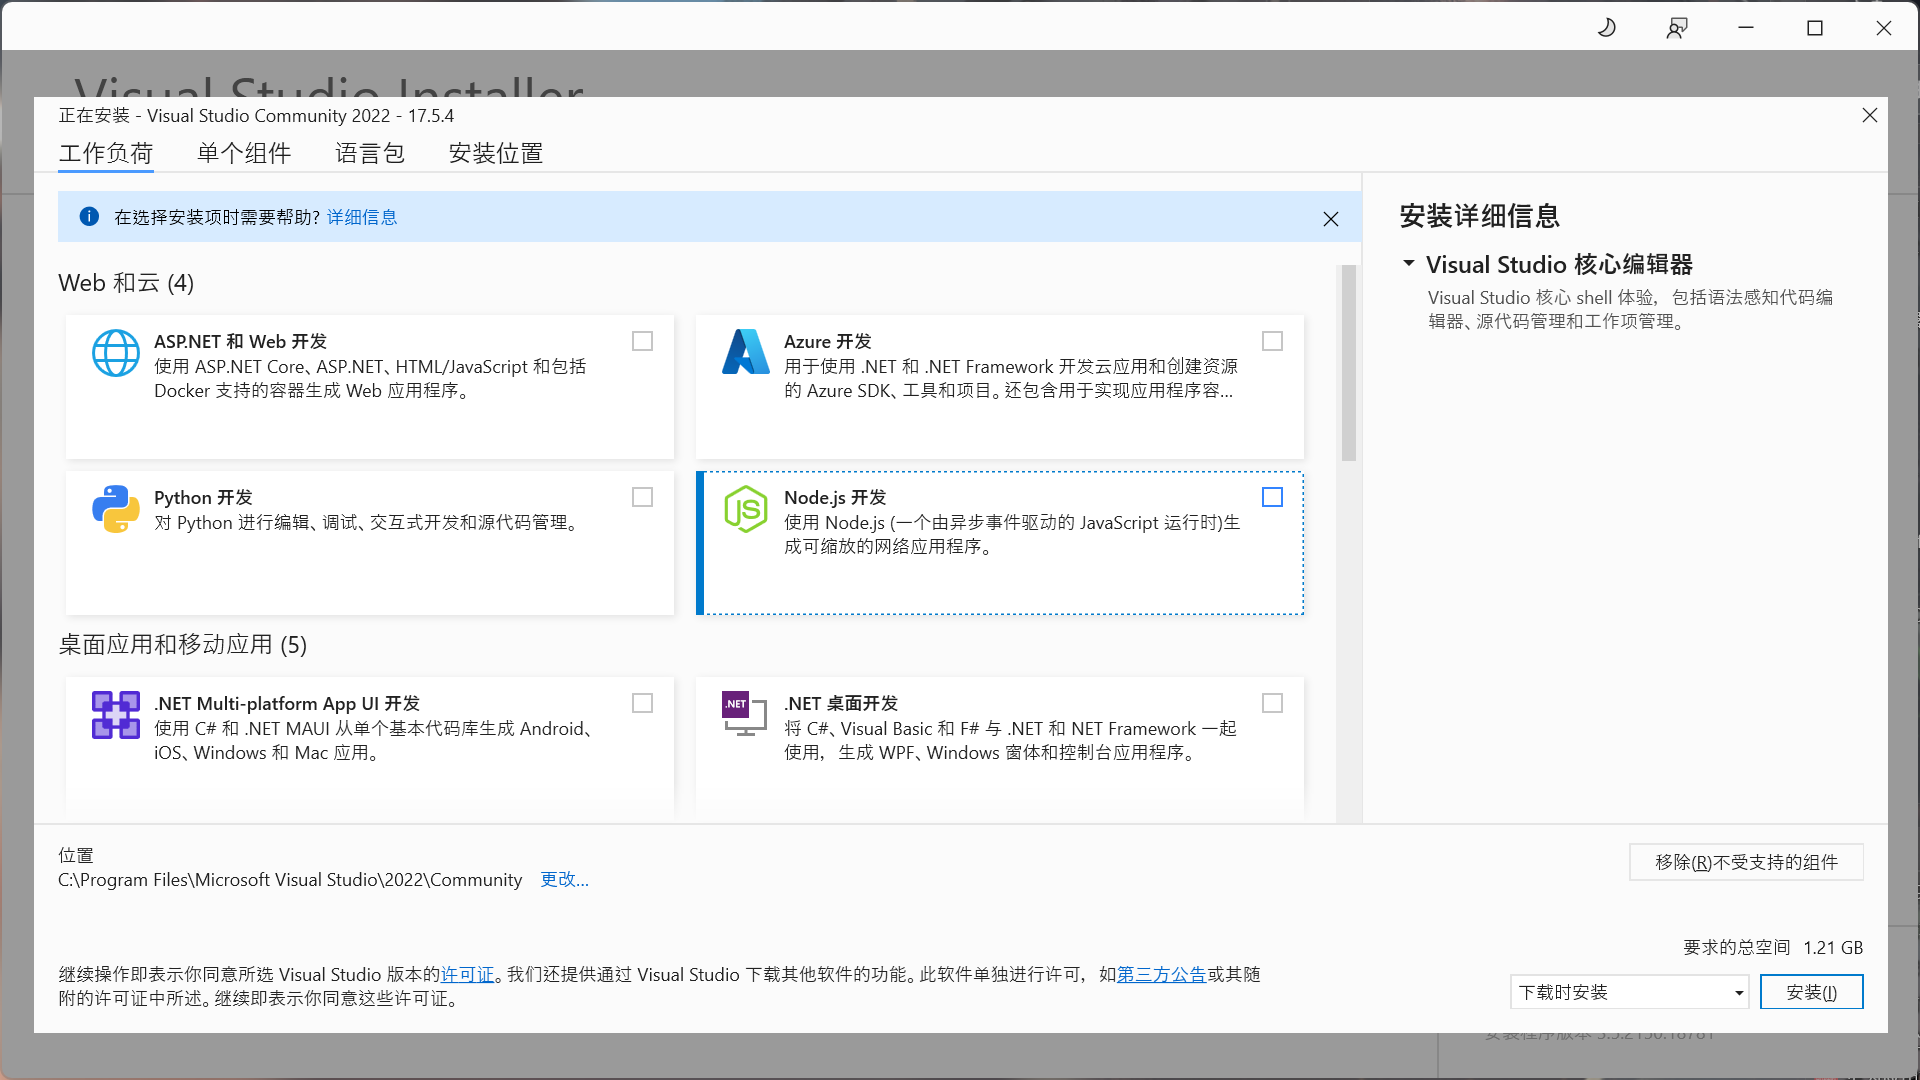 Visual Studio Installer
正在安装 - Visual Studio Community 2022 - 17.5.4
工作负荷 单个组件 语言包 安装位置
在选择安装项时需要帮助? 详细信息
Web 和云 (4)
ASP.NET 和 Web 开发
使用 ASP.NET Core、ASP.NET、HTML/JavaScript 和包括
Docker 支持的容器生成 Web 应用程序。
Azure 开发
用于使用 .NET 和 .NET Framework 开发云应用和创建资源
的 Azure SDK、工具和项目。还包含用于实现应用程序容...
Python 开发
对 Python 进行编辑、调试、交互式开发和源代码管理。
Node.js 开发
使用 Node.js (一个由异步事件驱动的 JavaScript 运行时)生
成可缩放的网络应用程序。
桌面应用和移动应用 (5)
.NET Multi-platform App UI 开发
使用 C# 和 .NET MAUI 从单个基本代码库生成 Android、
iOS、Windows 和 Mac 应用。
.NET
.NET 桌面开发
将 C#、Visual Basic 和 F# 与 .NET 和 NET Framework 一起
使用，生成 WPF、Windows 窗体和控制台应用程序。
安装详细信息
Visual Studio 核心编辑器
Visual Studio 核心 shell 体验，包括语法感知代码编
辑器、源代码管理和工作项管理。
位置
C:\Program Files\Microsoft Visual Studio\2022\Community 更改...
移除(R)不受支持的组件
要求的总空间 1.21 GB
继续操作即表示你同意所选 Visual Studio 版本的许可证。我们还提供通过 Visual Studio 下载其他软件的功能。此软件单独进行许可，如第三方公告或其随
附的许可证中所述。继续即表示你同意这些许可证。
下载时安装
安装(I)